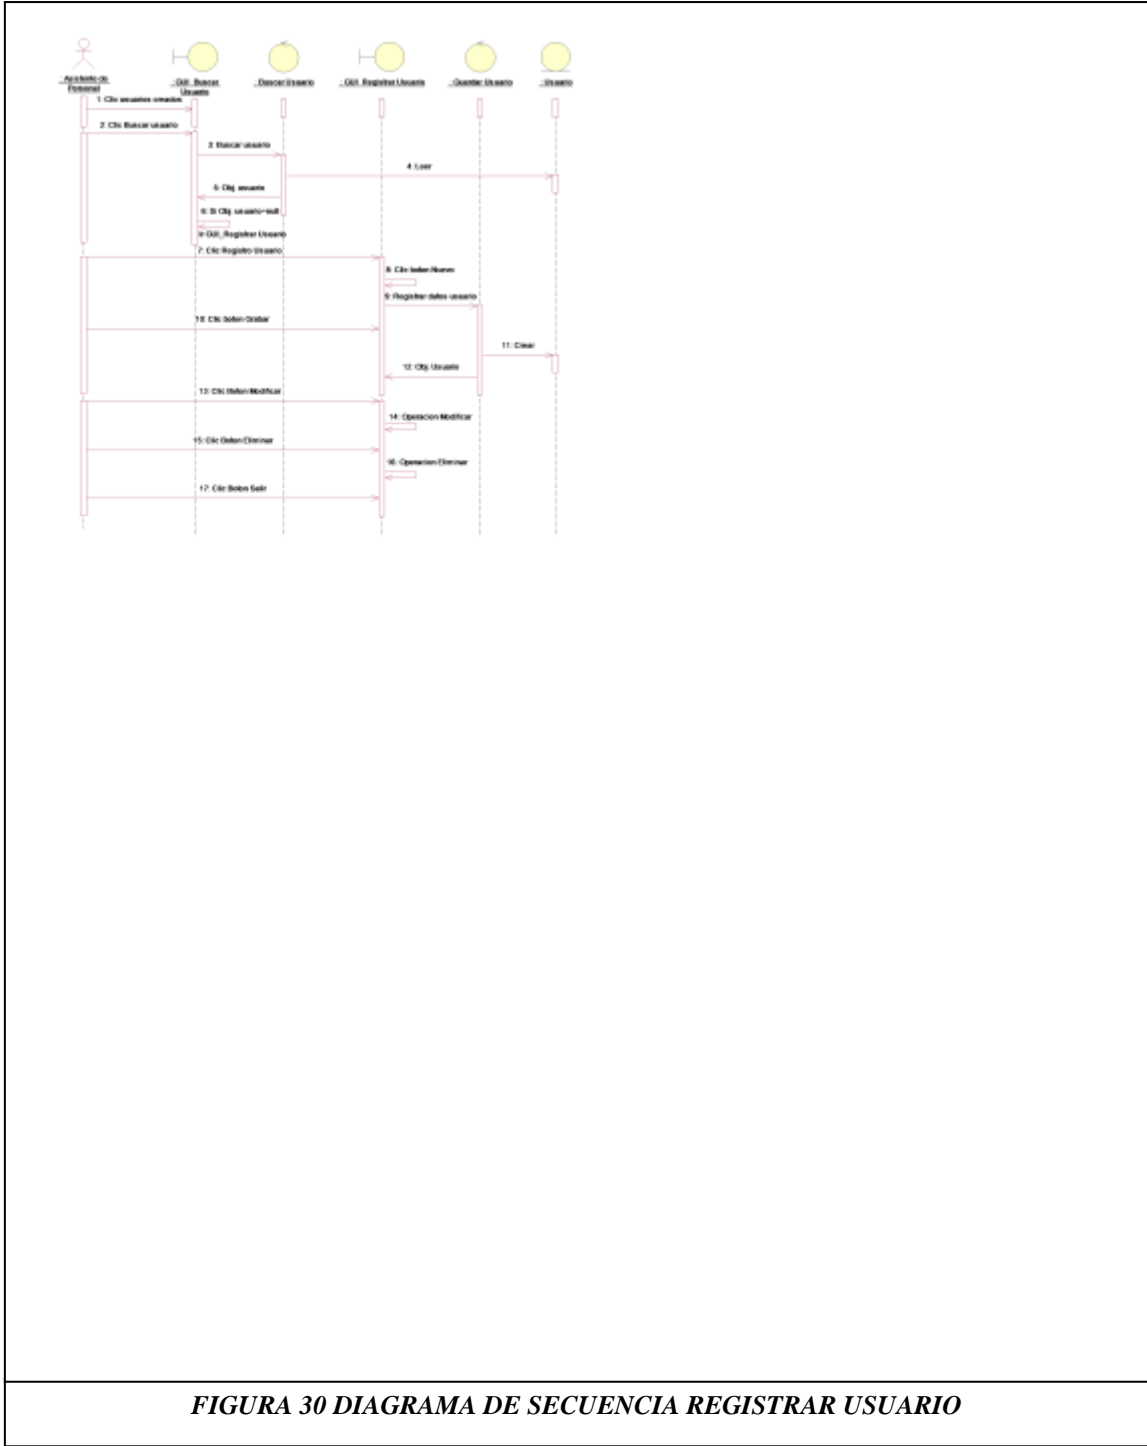 : Asistente de
Personal
: GUI_Buscar
Usuario
: Buscar Usuario
: GUI_Registrar Usuario
: Guardar Usuario
: Usuario
1: Clic usuarios creados
2: Clic Buscar usuario
3: Buscar usuario
4: Leer
5: Obj. usuario
6: Si Obj. usuario=null
Ir GUI_Registrar Usuario
7: Clic Registro Usuario
8: Clic boton Nuevo
9: Registrar datos usuario
10: Clic boton Grabar
11: Crear
12: Obj. Usuario
13: Clic Boton Modificar
14: Operacion Modificar
15: Clic Boton Eliminar
16: Operacion Eliminar
17: Clic Boton Salir
FIGURA 30 DIAGRAMA DE SECUENCIA REGISTRAR USUARIO